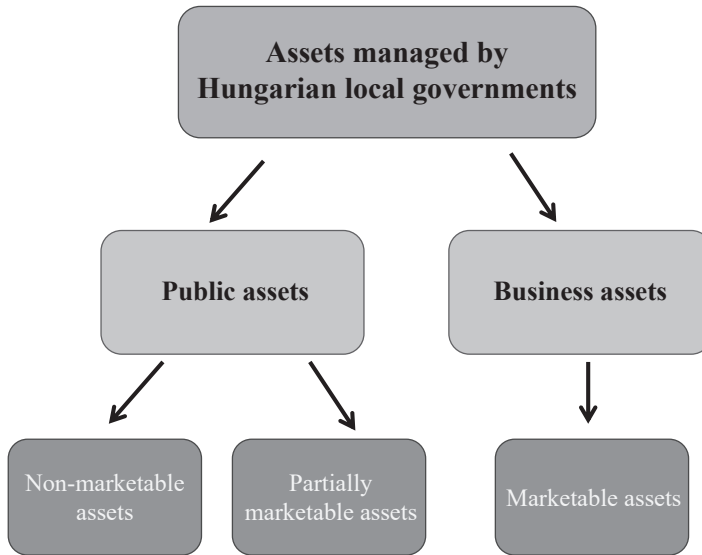 Assets managed by
Hungarian local governments
Public assets
Business assets
Non-marketable
assets
Partially
marketable assets
Marketable assets